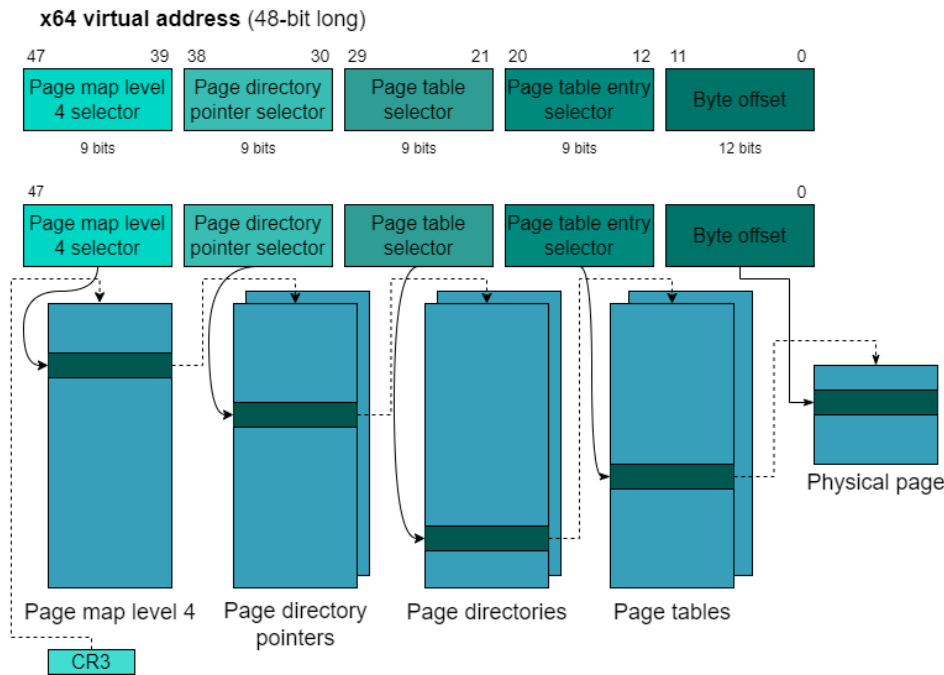 x64 virtual address (48-bit long)
47 39 38 30 29 21 20 12 11 0
Page map level
4 selector
Page directory
pointer selector
Page table
selector
Page table entry
selector
Byte offset
9 bits 9 bits 9 bits 9 bits 12 bits
47 0
Page map level
4 selector
Page directory
pointer selector
Page table
selector
Page table entry
selector
Byte offset
Physical page
Page map level 4
Page directory
pointers
Page directories
Page tables
CR3